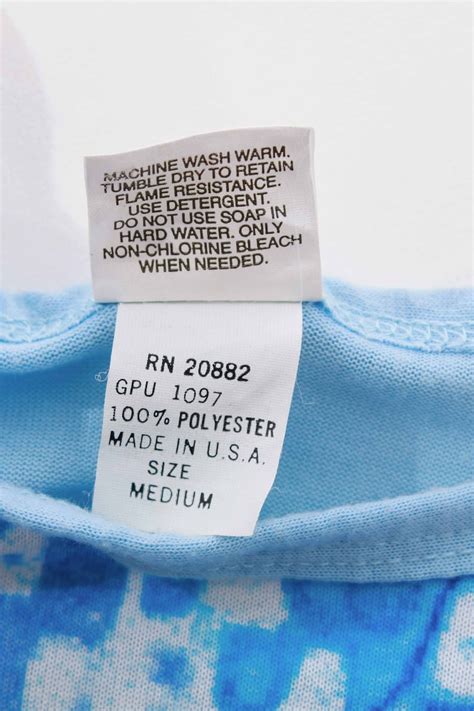 MACHINE WASH WARM.
TUMBLE DRY TO RETAIN
FLAME RESISTANCE.
USE DETERGENT.
DO NOT USE SOAP IN
HARD WATER. ONLY
NON-CHLORINE BLEACH
WHEN NEEDED.
RN 20882
GPU 1097
100% POLYESTER
MADE IN U.S.A.
SIZE
MEDIUM